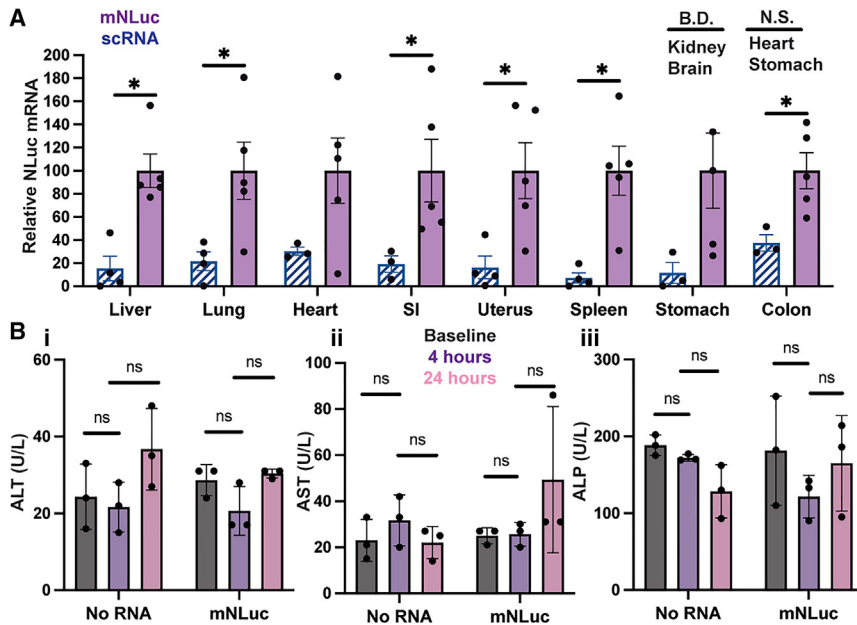 A
mNLuc
scRNA
B.D.
Kidney
Brain
N.S.
Heart
Stomach
Relative NLuc mRNA
200
180
160
140
120
100
80
60
40
20
0
*
*
*
*
*
*
Liver Lung Heart SI Uterus Spleen Stomach Colon
B
i
ALT (U/L)
60
40
20
0
ns
ns
ns
ns
No RNA mNLuc
ii
Baseline
4 hours
24 hours
AST (U/L)
100
80
60
40
20
0
ns
ns
ns
ns
No RNA mNLuc
iii
ALP (U/L)
300
200
100
0
ns
ns
ns
ns
No RNA mNLuc